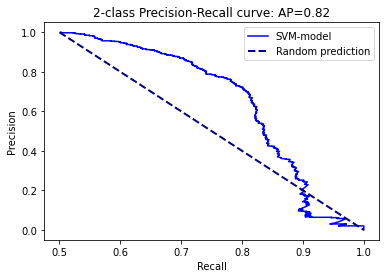 2-class Precision-Recall curve: AP=0.82
SVM-model
Random prediction
Precision
1.0
0.8
0.6
0.4
0.2
0.0
0.5 0.6 0.7 0.8 0.9 1.0
Recall